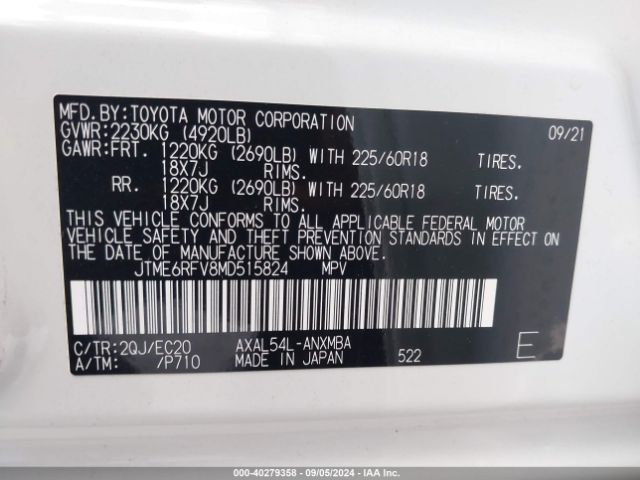 MFD.BY:TOYOTA MOTOR CORPORATION 09/21
GVWR:2230KG (4920LB)
GAWR:FRT. 1220KG (2690LB) WITH 225/60R18 TIRES.
18X7J RIMS.
RR. 1220KG (2690LB) WITH 225/60R18 TIRES.
18X7J RIMS.
THIS VEHICLE CONFORMS TO ALL APPLICABLE FEDERAL MOTOR
VEHICLE SAFETY AND THEFT PREVENTION STANDARDS IN EFFECT ON
THE DATE OF MANUFACTURE SHOWN ABOVE.
JTME6RFV8MD515824 MPV
C/TR:2QJ/EC20 AXAL54L-ANXMBA
A/TM: /P710 MADE IN JAPAN 522 E
000-40279358 - 09/05/2024 - IAA Inc.